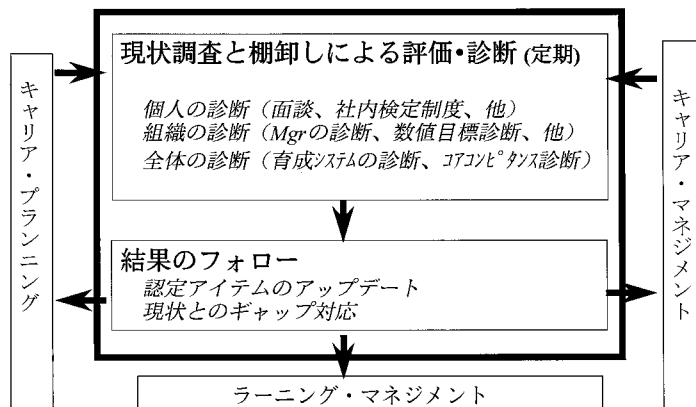 現状調査と棚卸しによる評価・診断 (定期)
個人の診断（面談、社内検定制度、他）
組織の診断（Mgrの診断、数値目標診断、他）
全体の診断（育成ｼｽﾃﾑの診断、ｺｱｺﾝﾋﾟﾀﾝｽ診断）
結果のフォロー
認定アイテムのアップデート
現状とのギャップ対応
キャリア・プランニング
キャリア・マネジメント
ラーニング・マネジメント